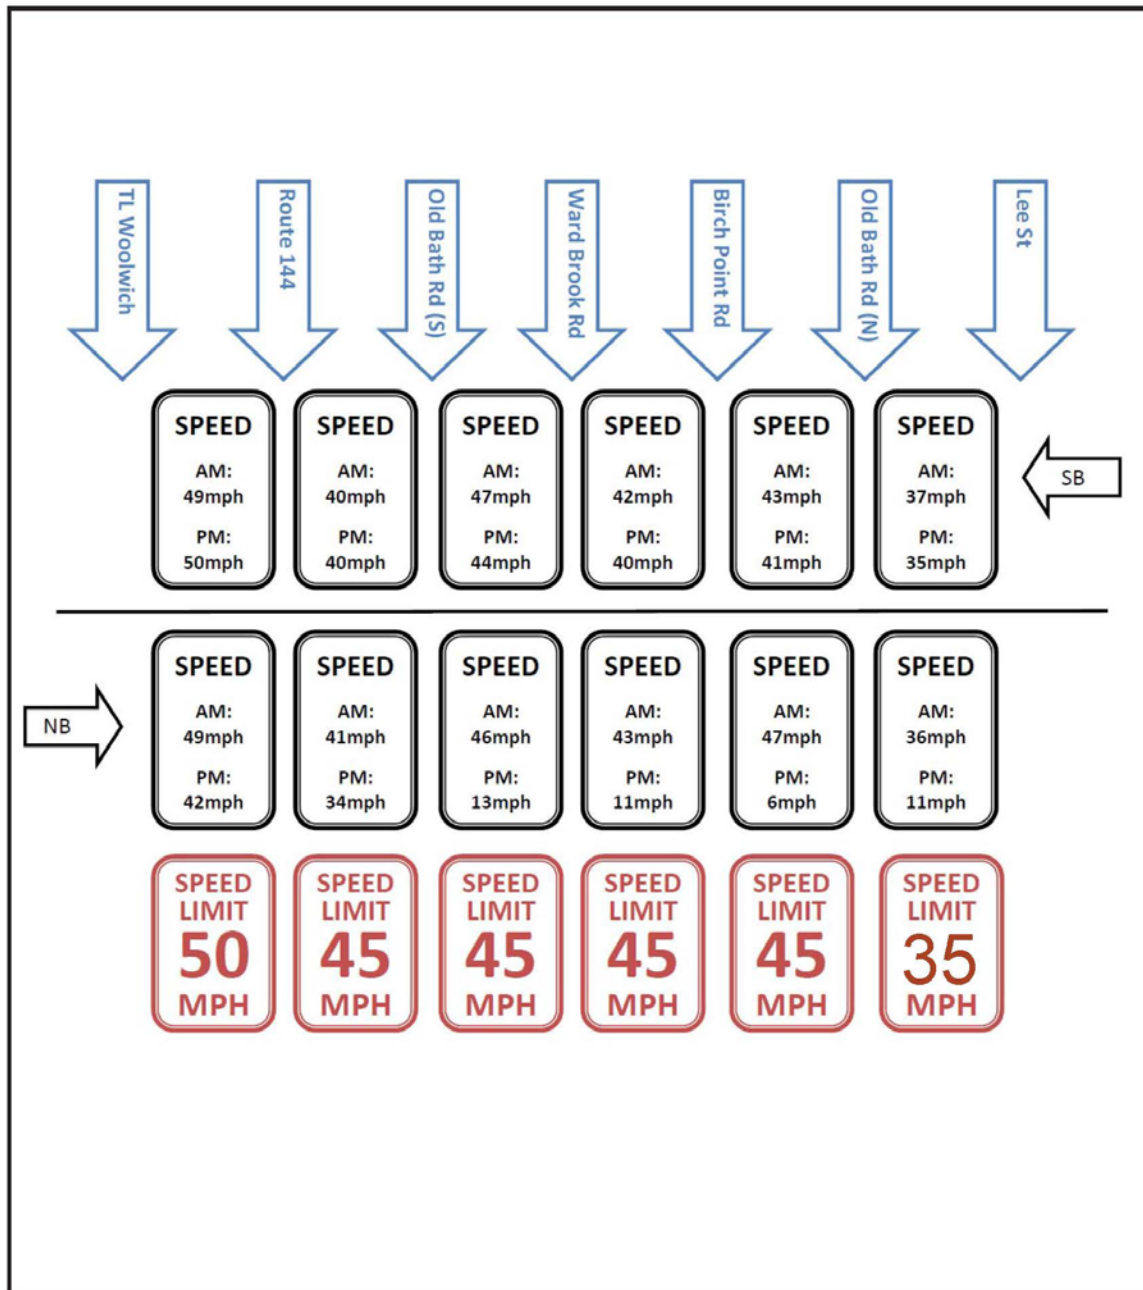 TL Woolwich
Route 144
Old Bath Rd (S)
Ward Brook Rd
Birch Point Rd
Old Bath Rd (N)
Lee St
SPEED
AM:
49mph
PM:
50mph
SPEED
AM:
40mph
PM:
40mph
SPEED
AM:
47mph
PM:
44mph
SPEED
AM:
42mph
PM:
40mph
SPEED
AM:
43mph
PM:
41mph
SPEED
AM:
37mph
PM:
35mph
SB
NB
SPEED
AM:
49mph
PM:
42mph
SPEED
AM:
41mph
PM:
34mph
SPEED
AM:
46mph
PM:
13mph
SPEED
AM:
43mph
PM:
11mph
SPEED
AM:
47mph
PM:
6mph
SPEED
AM:
36mph
PM:
11mph
SPEED
LIMIT
50
MPH
SPEED
LIMIT
45
MPH
SPEED
LIMIT
45
MPH
SPEED
LIMIT
45
MPH
SPEED
LIMIT
45
MPH
SPEED
LIMIT
35
MPH